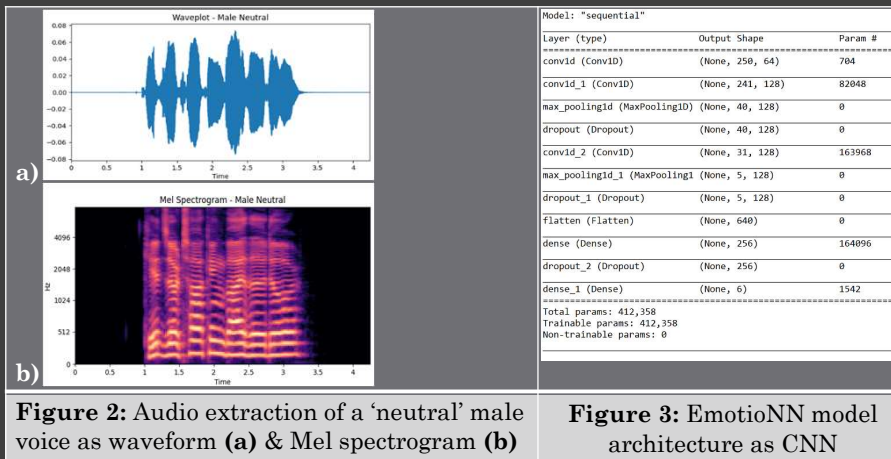 Waveplot - Male Neutral
0.08
0.06
0.04
0.02
0.00
−0.02
−0.04
−0.06
−0.08
0 0.5 1 1.5 2 2.5 3 3.5 4
Time
a)
Mel Spectrogram - Male Neutral
4096
2048
1024
512
0
Hz
0 0.5 1 1.5 2 2.5 3 3.5 4
Time
b)
Figure 2: Audio extraction of a ‘neutral’ male
voice as waveform (a) & Mel spectrogram (b)
Model: "sequential"
Layer (type) Output Shape Param #
conv1d (Conv1D) (None, 250, 64) 704
conv1d_1 (Conv1D) (None, 241, 128) 82048
max_pooling1d (MaxPooling1D) (None, 40, 128) 0
dropout (Dropout) (None, 40, 128) 0
conv1d_2 (Conv1D) (None, 31, 128) 163968
max_pooling1d_1 (MaxPooling1 (None, 5, 128) 0
dropout_1 (Dropout) (None, 5, 128) 0
flatten (Flatten) (None, 640) 0
dense (Dense) (None, 256) 164096
dropout_2 (Dropout) (None, 256) 0
dense_1 (Dense) (None, 6) 1542
Total params: 412,358
Trainable params: 412,358
Non-trainable params: 0
Figure 3: EmotioNN model
architecture as CNN